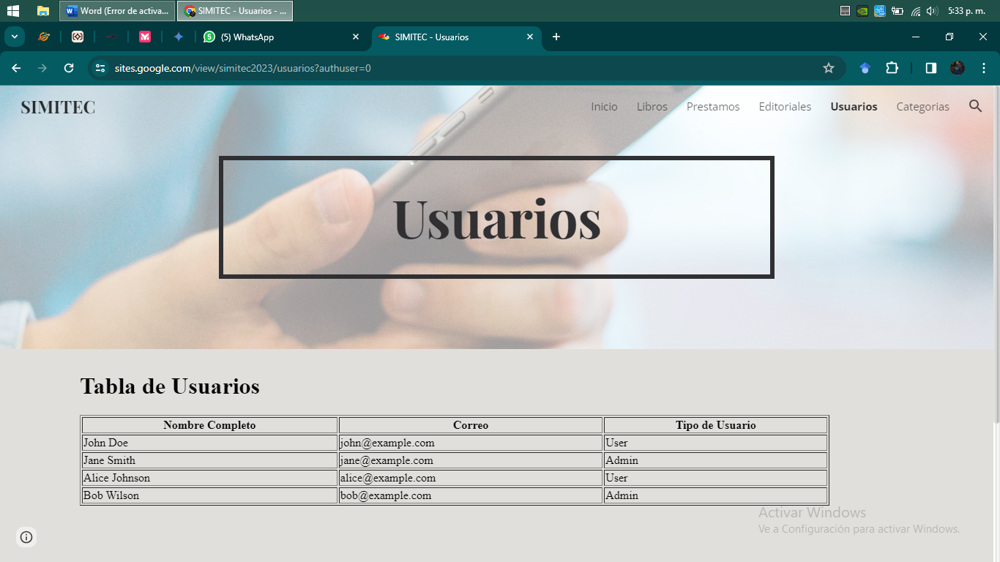 Word (Error de activa...
SIMITEC - Usuarios - ...
5:33 p. m.
(5) WhatsApp
SIMITEC - Usuarios
sites.google.com/view/simitec2023/usuarios?authuser=0
SIMITEC
Inicio Libros Prestamos Editoriales Usuarios Categorias
Usuarios
Tabla de Usuarios
Nombre Completo Correo Tipo de Usuario
John Doe john@example.com User
Jane Smith jane@example.com Admin
Alice Johnson alice@example.com User
Bob Wilson bob@example.com Admin
Activar Windows
Ve a Configuración para activar Windows.